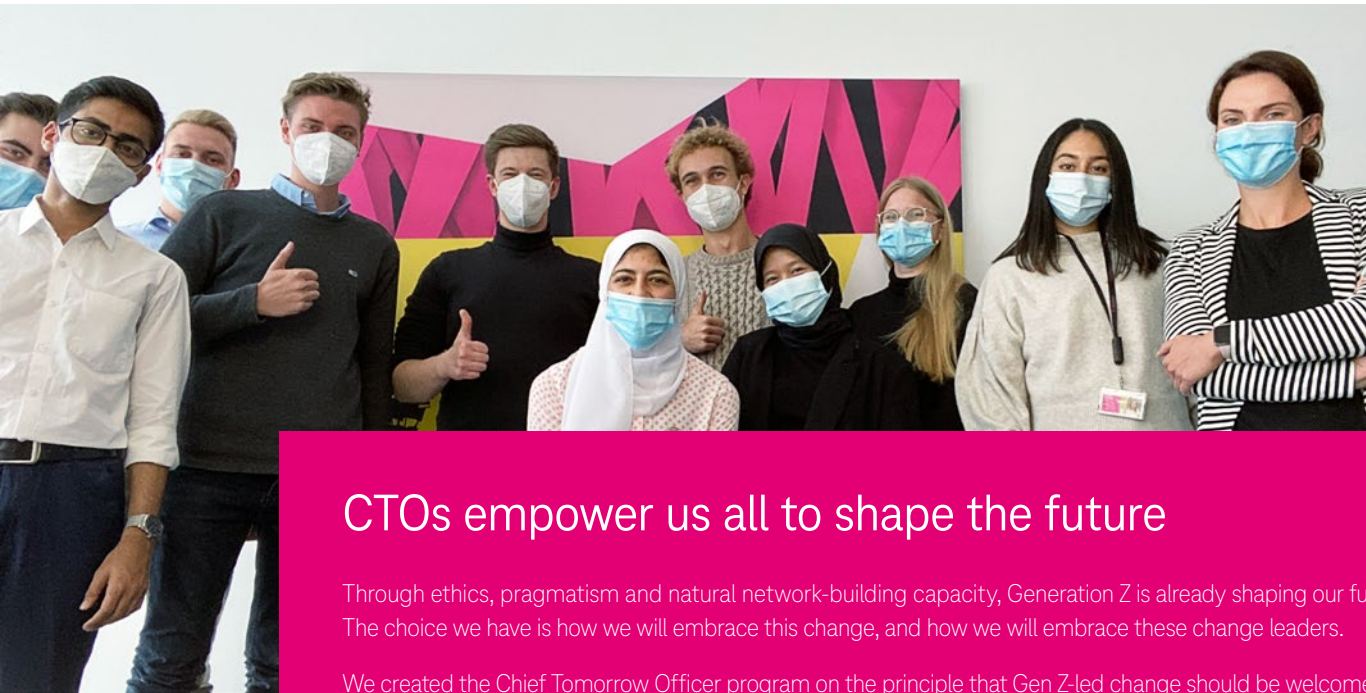 CTOs empower us all to shape the future
Through ethics, pragmatism and natural network-building capacity, Generation Z is already shaping our
The choice we have is how we will embrace this change, and how we will embrace these change leaders.
We created the Chief Tomorrow Officer program on the principle that Gen Z-led change should be